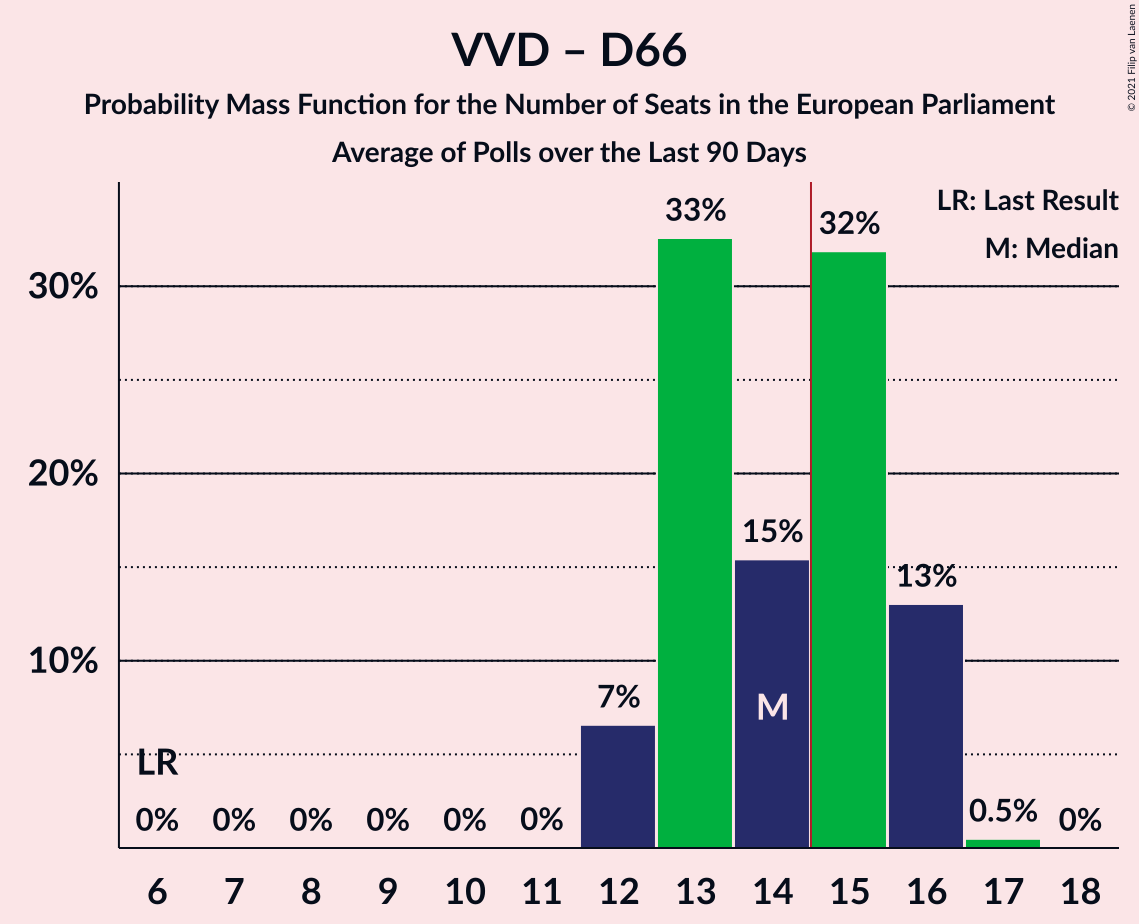 VVD – D66
Probability Mass Function for the Number of Seats in the European Parliament
Average of Polls over the Last 90 Days
© 2021 Filip van Laenen
LR: Last Result
M: Median
33%
32%
30%
20%
15%
13%
10%
7%
M
LR
0%
0%
0%
0%
0%
0%
0.5%
0%
6 7 8 9 10 11 12 13 14 15 16 17 18